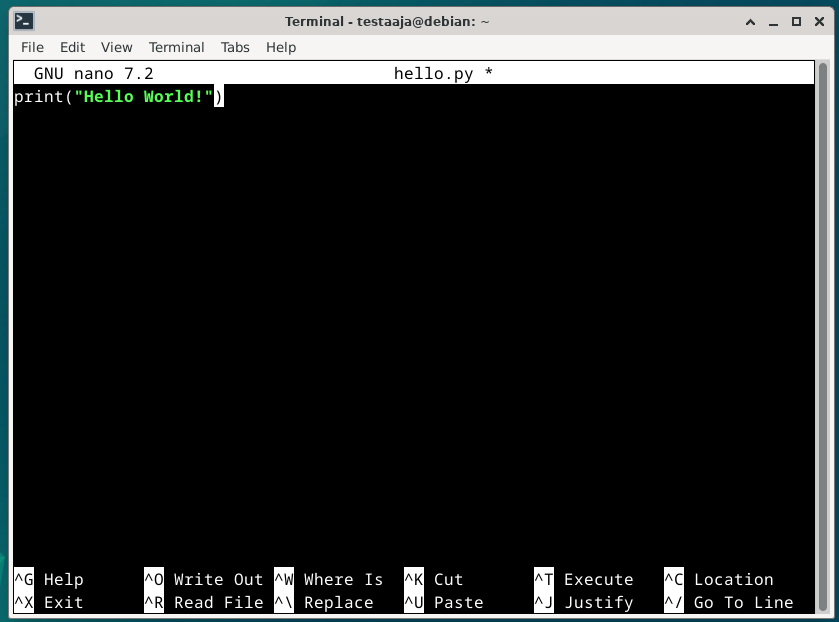 Terminal - testaaja@debian: ~
File Edit View Terminal Tabs Help
GNU nano 7.2 hello.py *
print("Hello World!")
^G Help ^O Write Out ^W Where Is ^K Cut ^T Execute ^C Location
^X Exit ^R Read File ^\ Replace ^U Paste ^J Justify ^/ Go To Line